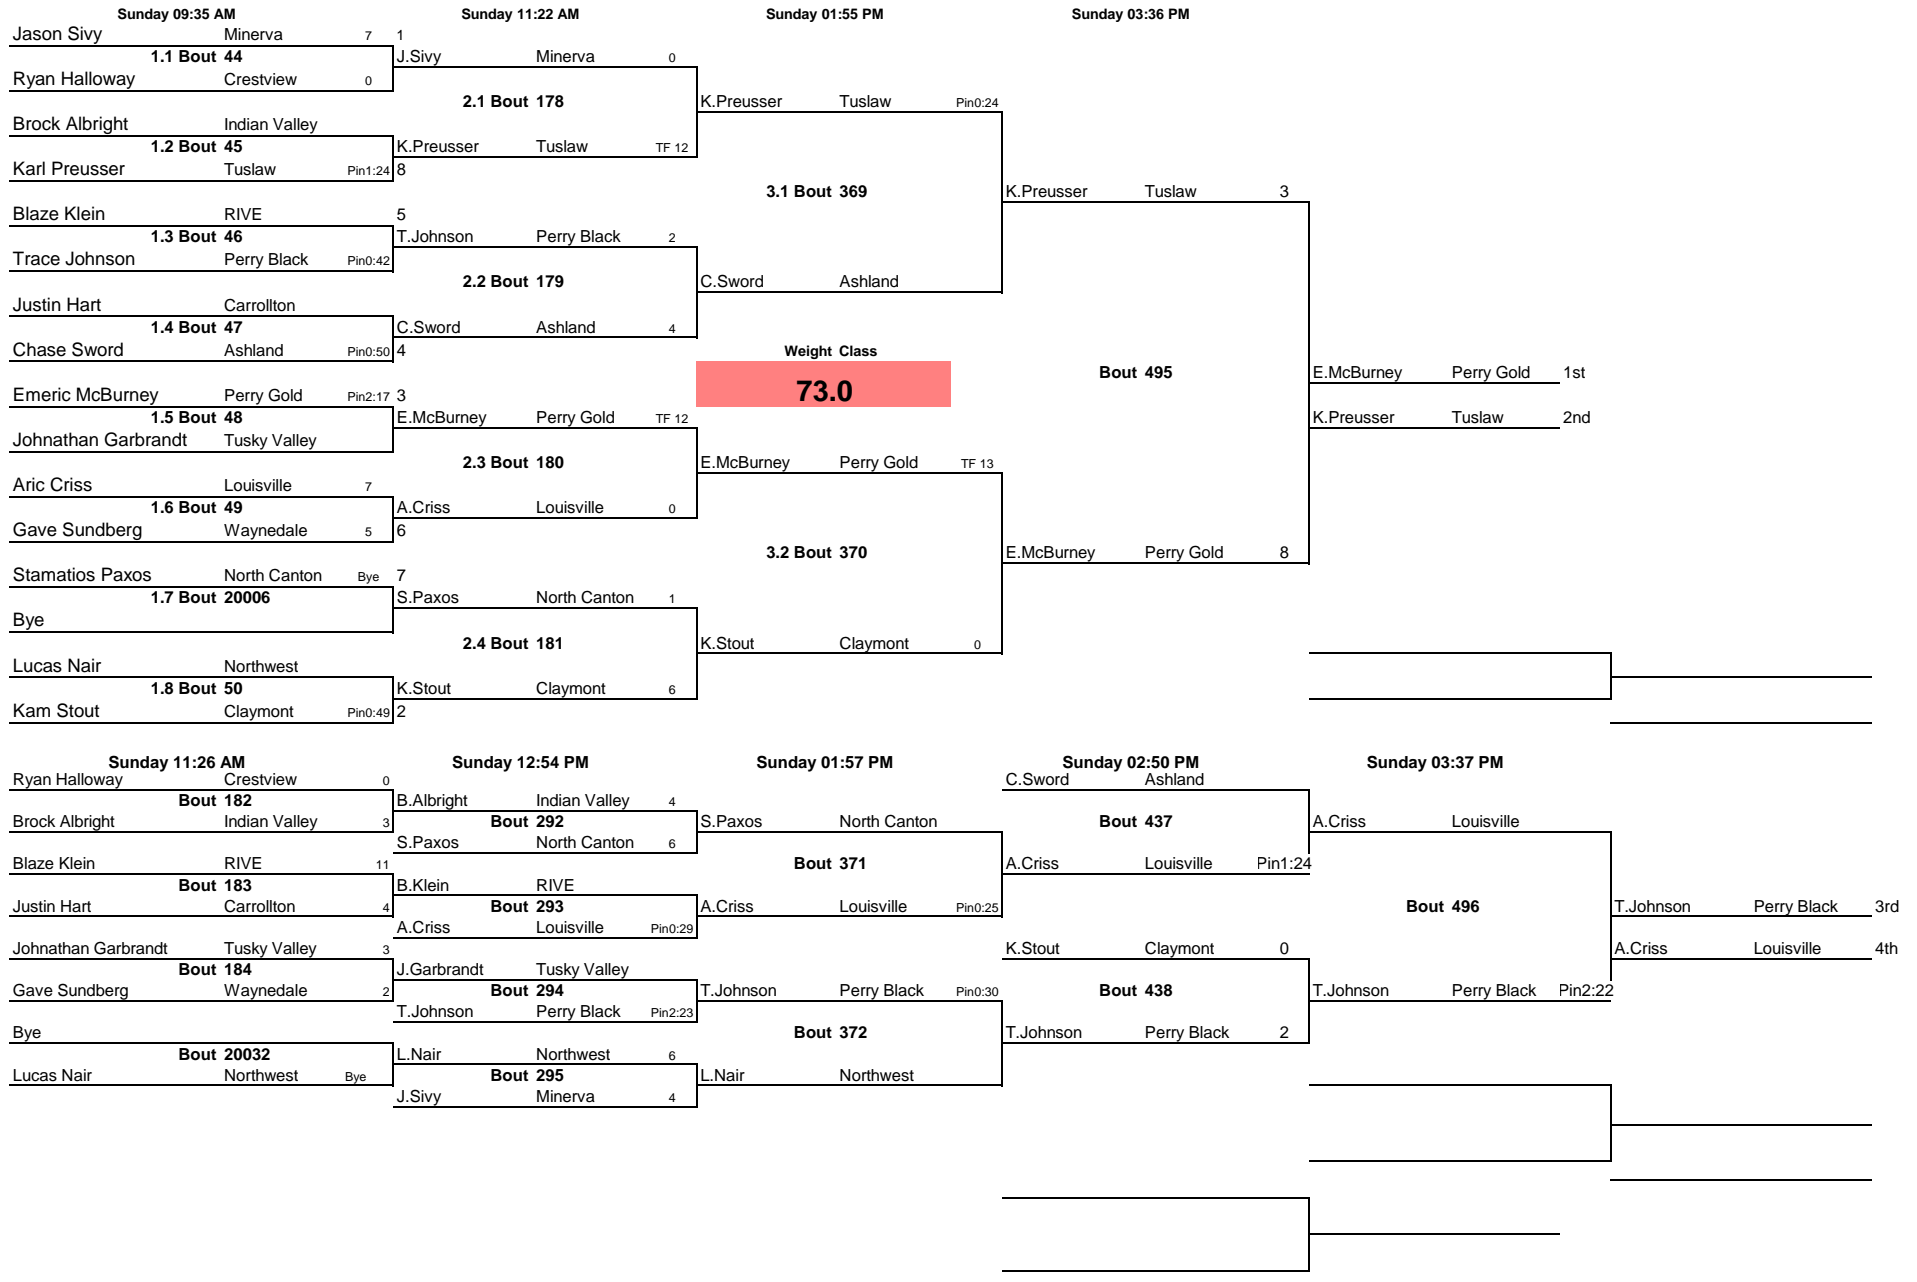 Sunday 09:35 AM Sunday 11:22 AM Sunday 01:55 PM Sunday 03:36 PM
Jason Sivy Minerva 7 1
1.1 Bout 44 J.Sivy Minerva 0
Ryan Halloway Crestview 0
2.1 Bout 178 K.Preusser Tuslaw Pin0:24
Brock Albright Indian Valley
1.2 Bout 45 K.Preusser Tuslaw TF 12
Karl Preusser Tuslaw Pin1:24 8
3.1 Bout 369 K.Preusser Tuslaw 3
Blaze Klein RIVE 5
1.3 Bout 46 T.Johnson Perry Black 2
Trace Johnson Perry Black Pin0:42
2.2 Bout 179 C.Sword Ashland
Justin Hart Carrollton
1.4 Bout 47 C.Sword Ashland 4
Chase Sword Ashland Pin0:50 4
Weight Class
Bout 495 E.McBurney Perry Gold 1st
73.0
Emeric McBurney Perry Gold Pin2:17 3
1.5 Bout 48 E.McBurney Perry Gold TF 12
K.Preusser Tuslaw 2nd
Johnathan Garbrandt Tusky Valley
2.3 Bout 180 E.McBurney Perry Gold TF 13
Aric Criss Louisville 7
1.6 Bout 49 A.Criss Louisville 0
Gave Sundberg Waynedale 5 6
3.2 Bout 370 E.McBurney Perry Gold 8
Stamatios Paxos North Canton Bye 7
1.7 Bout 20006 S.Paxos North Canton 1
Bye
2.4 Bout 181 K.Stout Claymont 0
Lucas Nair Northwest
1.8 Bout 50 K.Stout Claymont 6
Kam Stout Claymont Pin0:49 2
Sunday 11:26 AM Sunday 12:54 PM Sunday 01:57 PM Sunday 02:50 PM Sunday 03:37 PM
Ryan Halloway Crestview 0 C.Sword Ashland
Bout 182 B.Albright Indian Valley 4
Brock Albright Indian Valley 3 Bout 292 S.Paxos North Canton Bout 437 A.Criss Louisville
S.Paxos North Canton 6
Blaze Klein RIVE 11 Bout 371 A.Criss Louisville Pin1:24
Bout 183 B.Klein RIVE
Justin Hart Carrollton 4 Bout 293 A.Criss Louisville Pin0:25 Bout 496 T.Johnson Perry Black 3rd
A.Criss Louisville Pin0:29
Johnathan Garbrandt Tusky Valley 3 K.Stout Claymont 0 A.Criss Louisville 4th
Bout 184 J.Garbrandt Tusky Valley
Gave Sundberg Waynedale 2 Bout 294 T.Johnson Perry Black Pin0:30 Bout 438 T.Johnson Perry Black Pin2:22
T.Johnson Perry Black Pin2:23
Bye Bout 372 T.Johnson Perry Black 2
Bout 20032 L.Nair Northwest 6
Lucas Nair Northwest Bye Bout 295 L.Nair Northwest
J.Sivy Minerva 4